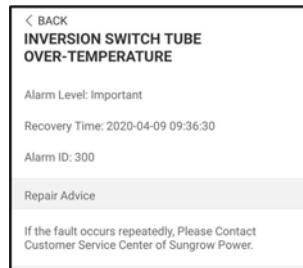 < BACK
INVERSION SWITCH TUBE
OVER-TEMPERATURE
Alarm Level: Important
Recovery Time: 2020-04-09 09:36:30
Alarm ID: 300
Repair Advice
If the fault occurs repeatedly, Please Contact
Customer Service Center of Sungrow Power.